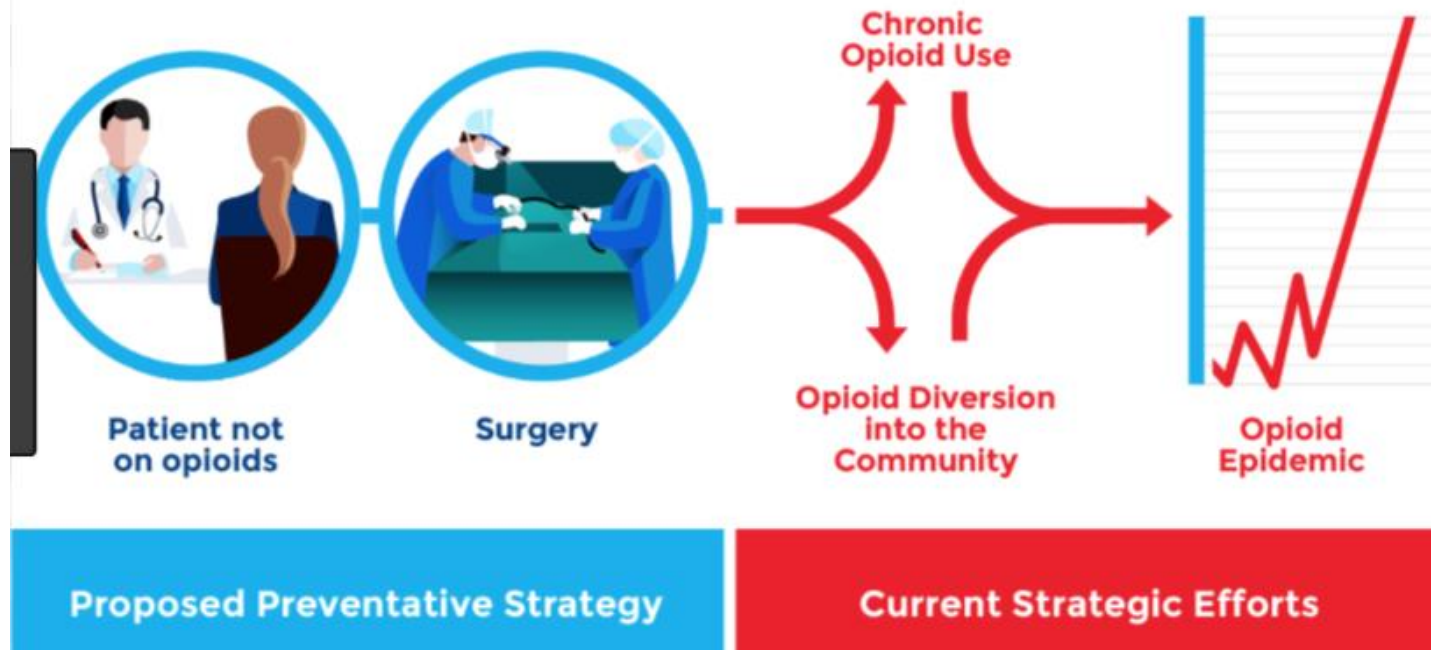 Chronic
Opioid Use
Patient not
on opioids
Surgery
Opioid Diversion
into the
Community
Opioid
Epidemic
Proposed Preventative Strategy
Current Strategic Efforts